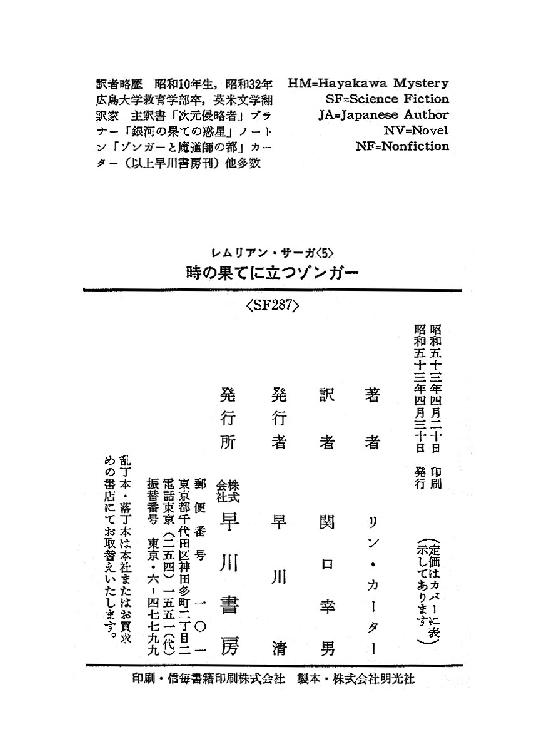 訳者略歴　昭和10年生，昭和32年
広島大学教育学部卒，英米文学翻
訳家　主訳書「次元侵略者」ブラ
ナー「銀河の果ての惑星」ノート
ン「ゾンガーと魔道師の都」カー
ター（以上早川書房刊）他多数
HM=Hayakawa Mystery
SF=Science Fiction
JA=Japanese Author
NV=Novel
NF=Nonfiction
レムリアン・サーガ〈5〉
時の果てに立つゾンガー
〈SF287〉
昭和五十三年四月二十日　印刷
昭和五十三年四月三十日　発行
（定価はカバーに表
示してあります）
著者　リン・カーター
訳者　関口幸男
発行者　早川清
発行所　株式会社　早川書房
郵便番号　一〇一
東京都千代田区神田多町二丁目二
電話東京（二五四）一五五一（代）
振替番号　東京・六－四七七九九
乱丁本・落丁本は本社またはお買求
めの書店にてお取替えいたします。
印刷・信毎書籍印刷株式会社　製本・株式会社明光社